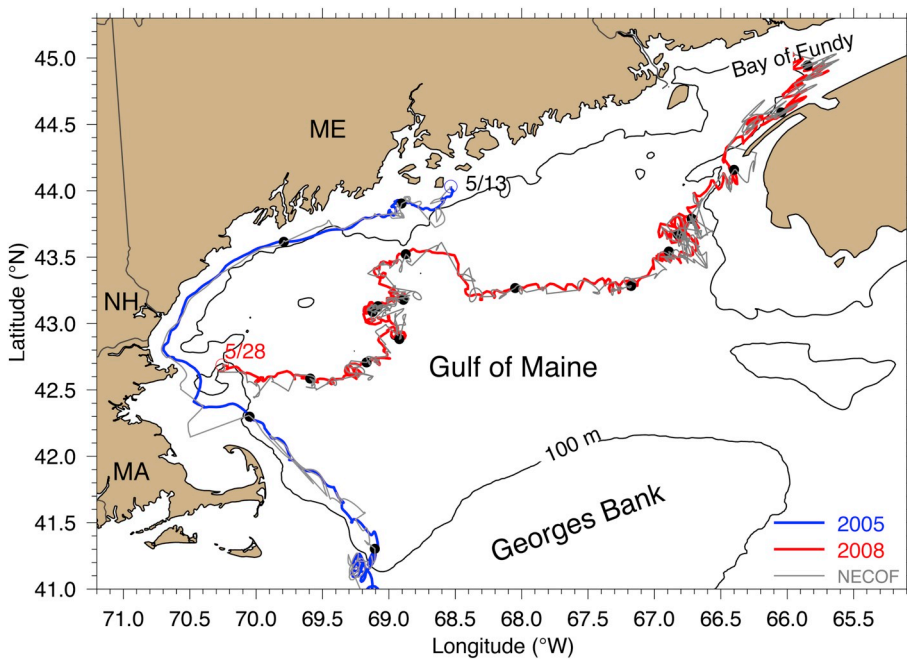 45.0
44.5
44.0
43.5
43.0
42.5
42.0
41.5
41.0
Latitude (°N)
71.0 70.5 70.0 69.5 69.0 68.5 68.0 67.5 67.0 66.5 66.0 65.5
Longitude (°W)
Bay of Fundy
ME
5/13
NH
5/28
Gulf of Maine
MA
100 m
Georges Bank
2005
2008
NECOF